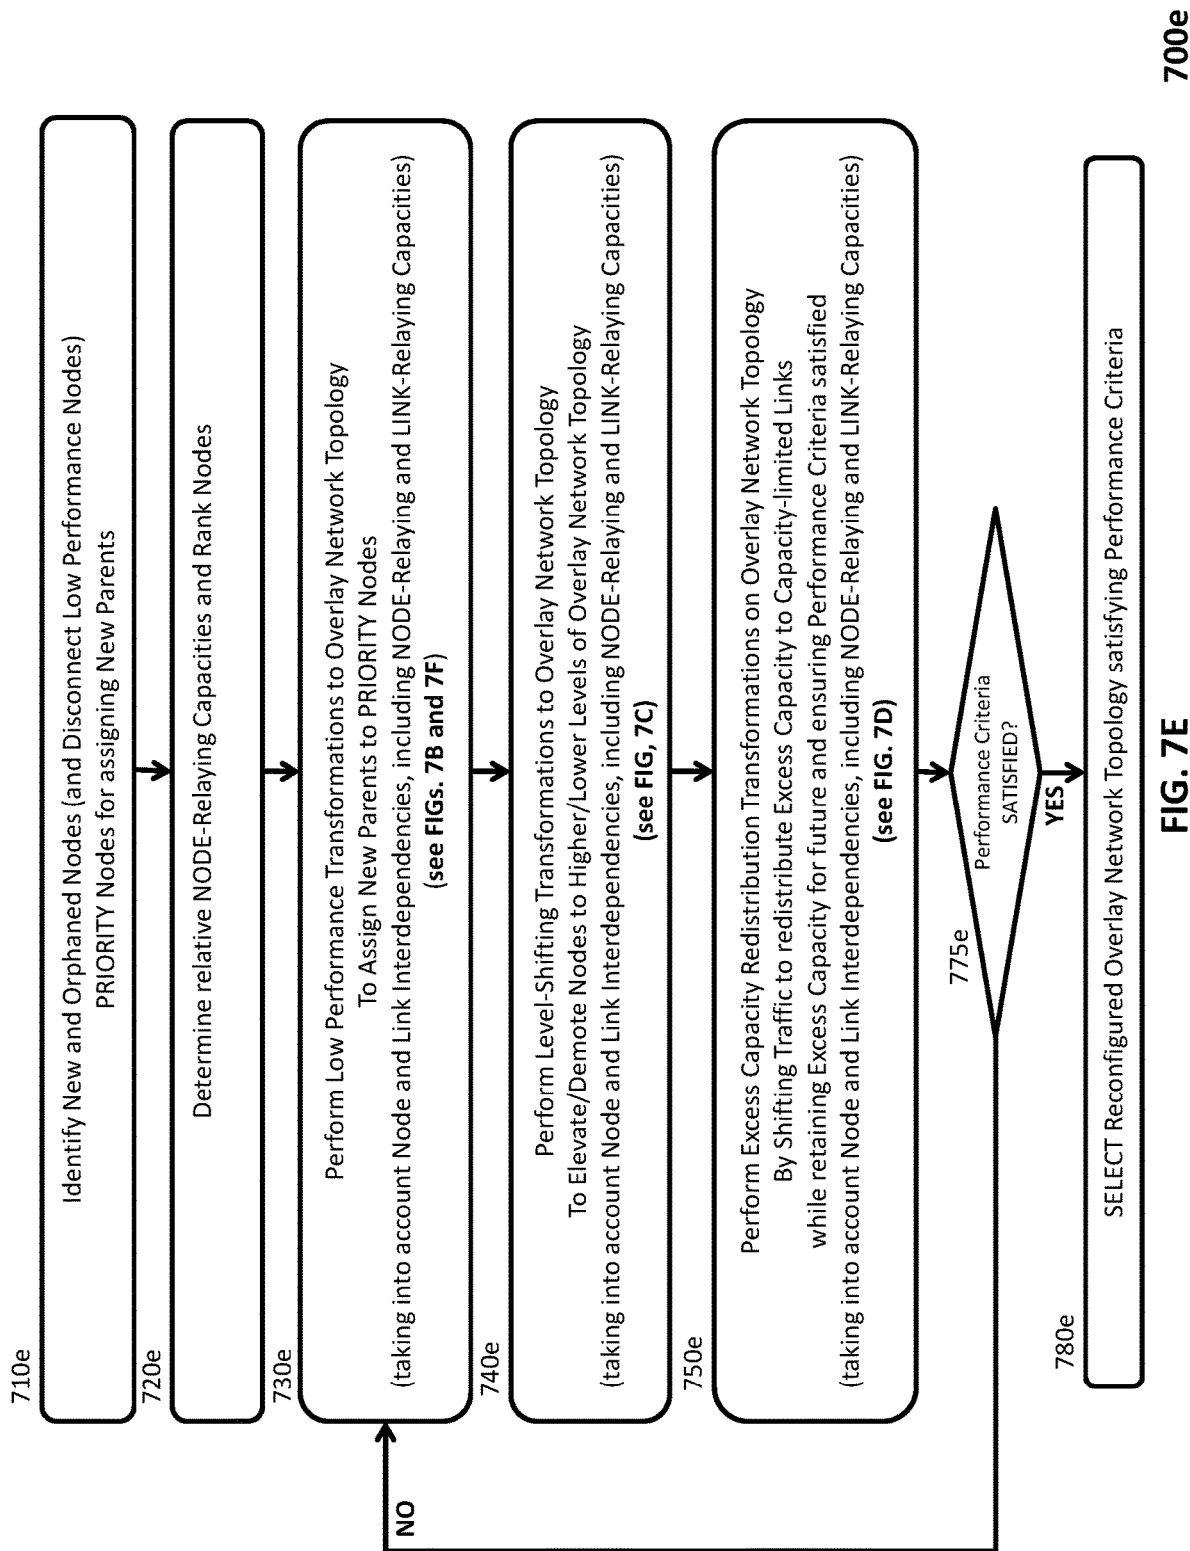 710e
Identify New and Orphaned Nodes (and Disconnect Low Performance Nodes)
PRIORITY Nodes for assigning New Parents
720e
Determine relative NODE-Relaying Capacities and Rank Nodes
730e
Perform Low Performance Transformations to Overlay Network Topology
To Assign New Parents to PRIORITY Nodes
(taking into account Node and Link Interdependencies, including NODE-Relaying and LINK-Relaying Capacities)
(see FIGs. 7B and 7F)
740e
Perform Level-Shifting Transformations to Overlay Network Topology
To Elevate/Demote Nodes to Higher/Lower Levels of Overlay Network Topology
(taking into account Node and Link Interdependencies, including NODE-Relaying and LINK-Relaying Capacities)
(see FIG, 7C)
750e
Perform Excess Capacity Redistribution Transformations on Overlay Network Topology
By Shifting Traffic to redistribute Excess Capacity to Capacity-limited Links
while retaining Excess Capacity for future and ensuring Performance Criteria satisfied
(taking into account Node and Link Interdependencies, including NODE-Relaying and LINK-Relaying Capacities)
(see FIG. 7D)
775e
Performance Criteria
SATISFIED?
NO
YES
780e
SELECT Reconfigured Overlay Network Topology satisfying Performance Criteria
FIG. 7E
700e